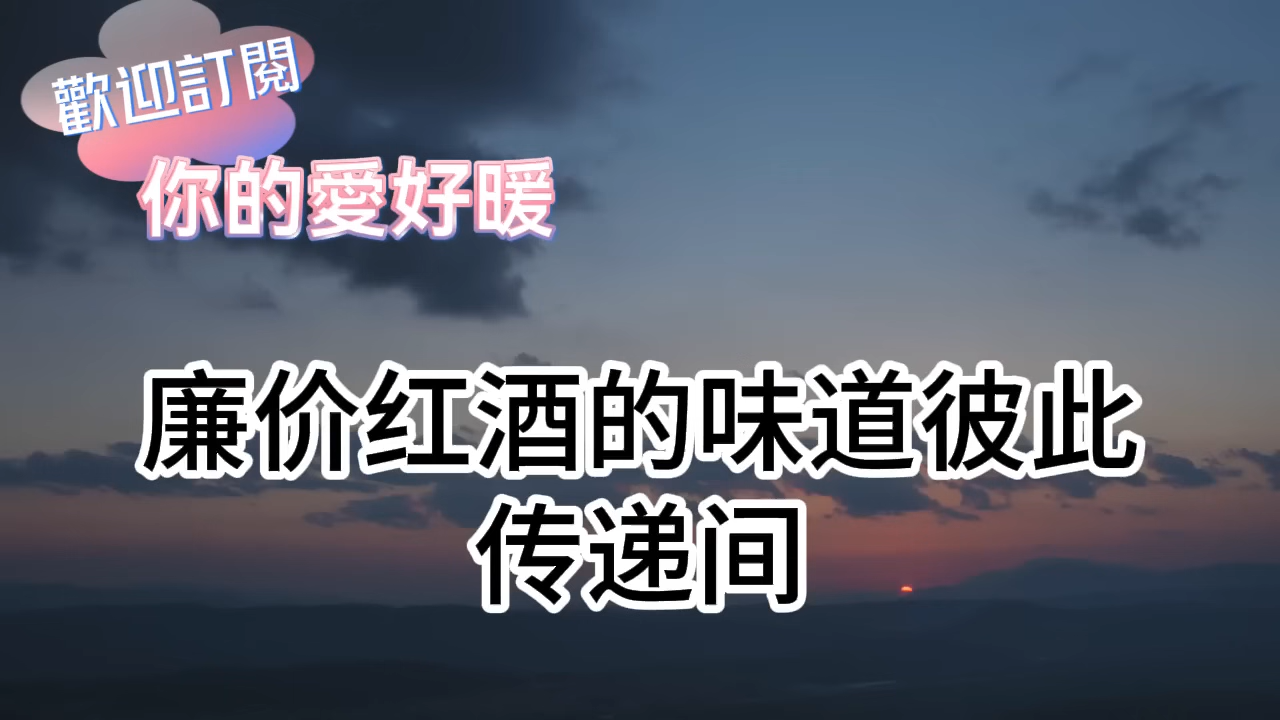 歡迎訂閱
你的愛好暖
廉价红酒的味道彼此
传递间